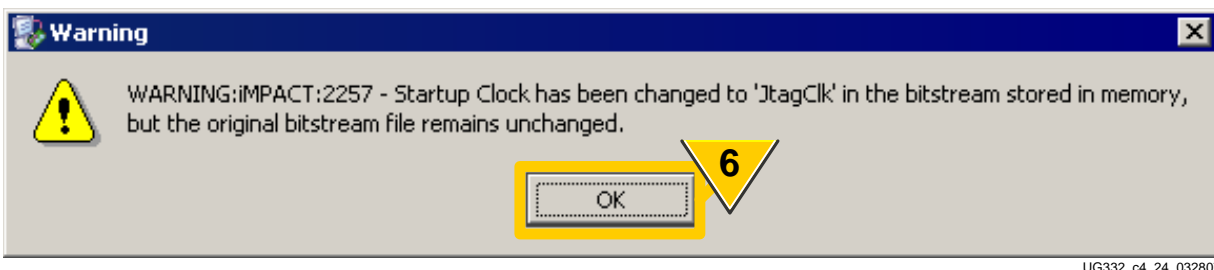 Warning
WARNING:iMPACT:2257 - Startup Clock has been changed to 'JtagClk' in the bitstream stored in memory,
but the original bitstream file remains unchanged.
6
OK
UG332_c4_24_03280